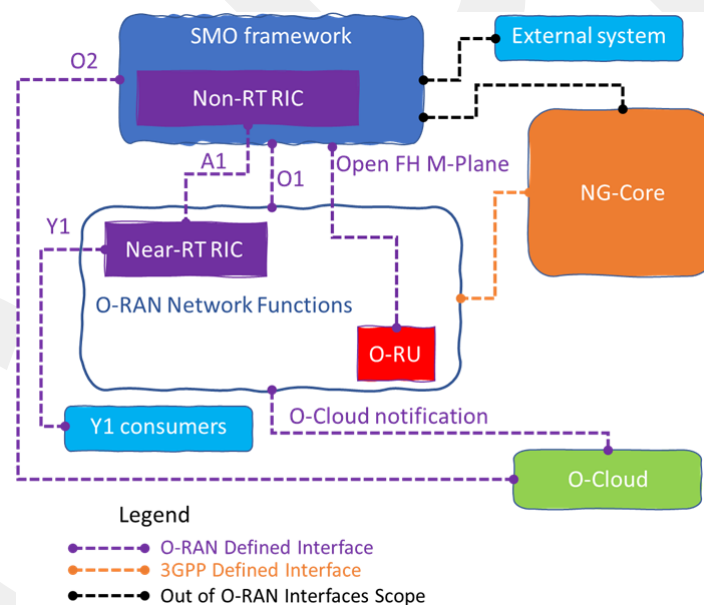 SMO framework
External system
O2
Non-RT RIC
A1
O1
Open FH M-Plane
NG-Core
Y1
Near-RT RIC
O-RAN Network Functions
O-RU
O-Cloud notification
Y1 consumers
O-Cloud
Legend
O-RAN Defined Interface
3GPP Defined Interface
Out of O-RAN Interfaces Scope